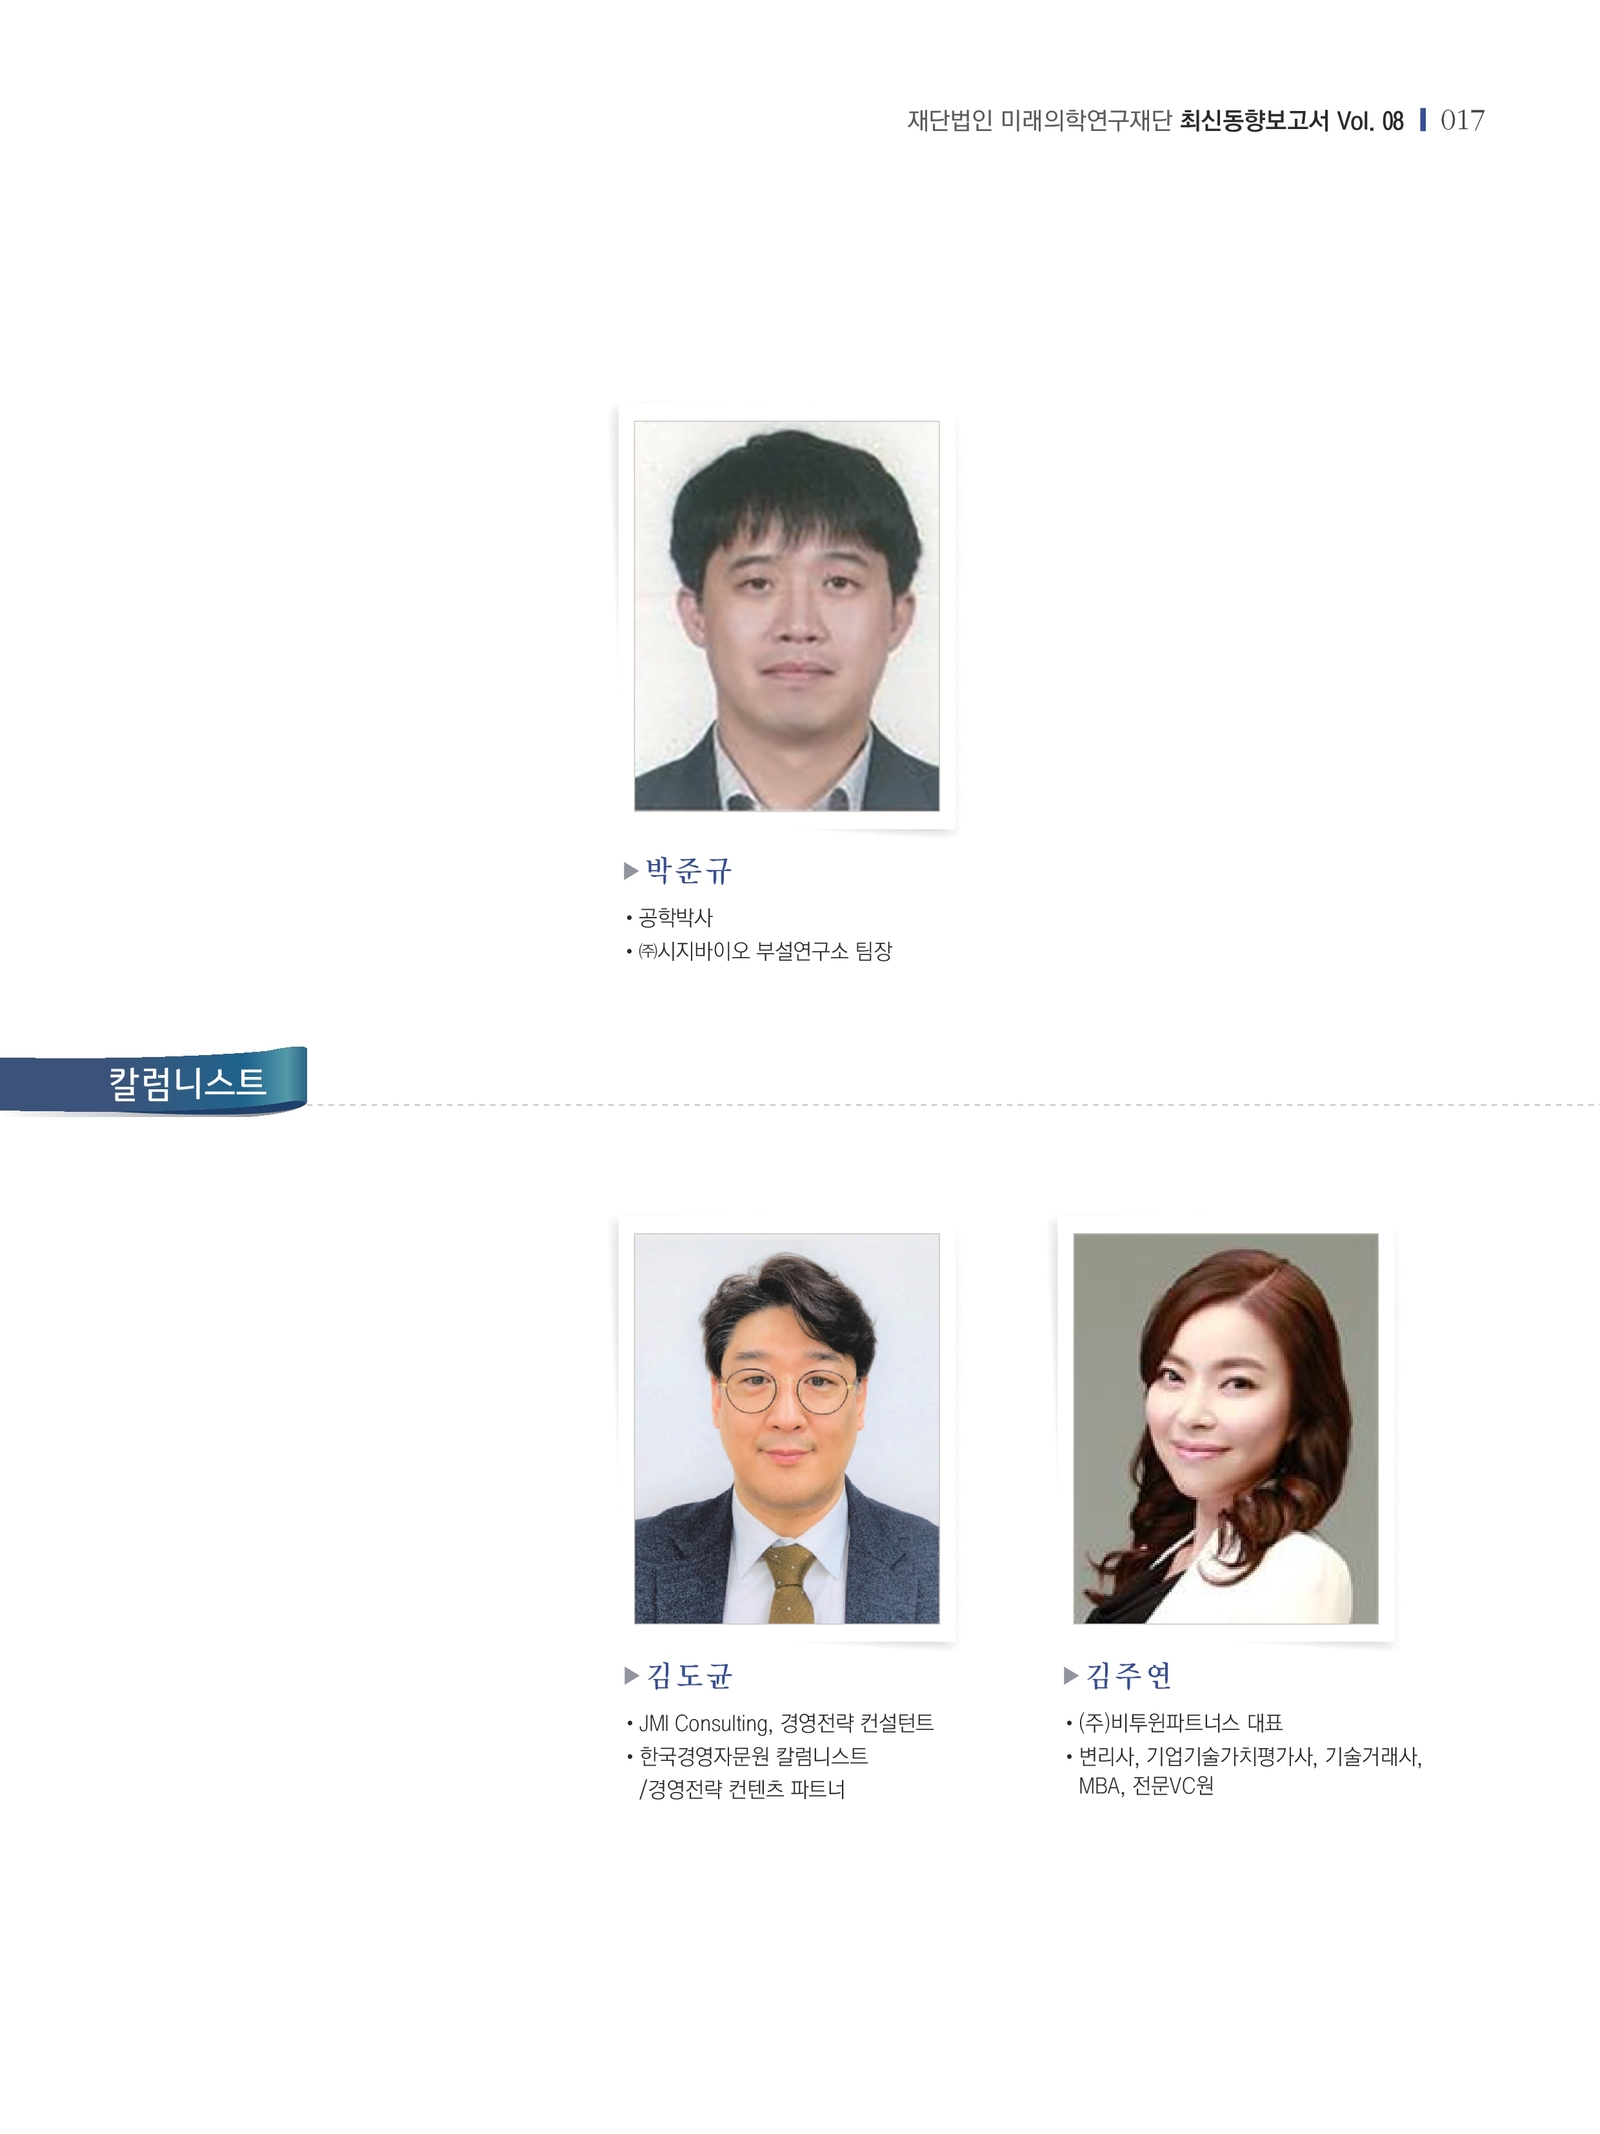 재단법인 미래의학연구재단 최신동향보고서 Vol. 08 017
▶박준규
• 공학박사
• ㈜시지바이오 부설연구소 팀장
칼럼니스트
▶김도균
• JMI Consulting, 경영전략 컨설턴트
• 한국경영자문원 칼럼니스트
/경영전략 컨텐츠 파트너
▶김주연
• (주)비투윈파트너스 대표
• 변리사, 기업기술가치평가사, 기술거래사,
MBA, 전문VC원